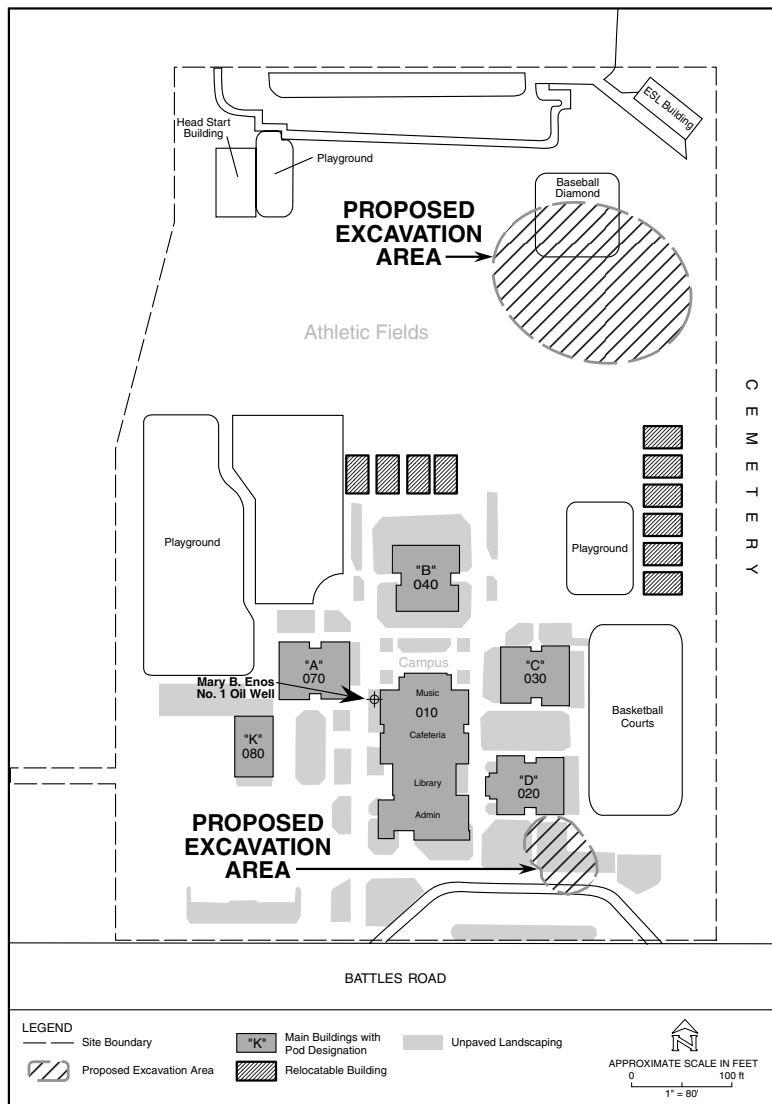 ESL Building
Head Start
Building
Playground
Baseball
Diamond
PROPOSED
EXCAVATION
AREA
Athletic Fields
CEMETERY
Playground
"B"
040
Playground
Campus
"A"
070
Mary B. Enos
No. 1 Oil Well
Music
010
Cafeteria
Library
Admin
"C"
030
Basketball
Courts
"K"
080
"D"
020
PROPOSED
EXCAVATION
AREA
BATTLES ROAD
LEGEND
Site Boundary
Proposed Excavation Area
"K"
Main Buildings with
Pod Designation
Relocatable Building
Unpaved Landscaping
N
APPROXIMATE SCALE IN FEET
0 100 ft
1" = 80'